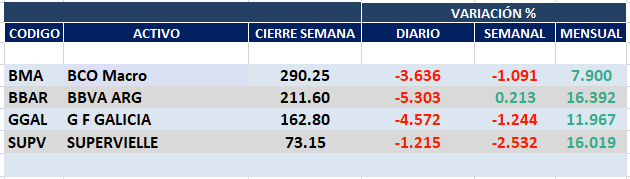 VARIACIÓN %
CODIGO ACTIVO CIERRE SEMANA DIARIO SEMANAL MENSUAL
BMA BCO Macro 290.25 -3.636 -1.091 7.900
BBAR BBVA ARG 211.60 -5.303 0.213 16.392
GGAL G F GALICIA 162.80 -4.572 -1.244 11.967
SUPV SUPERVIELLE 73.15 -1.215 -2.532 16.019